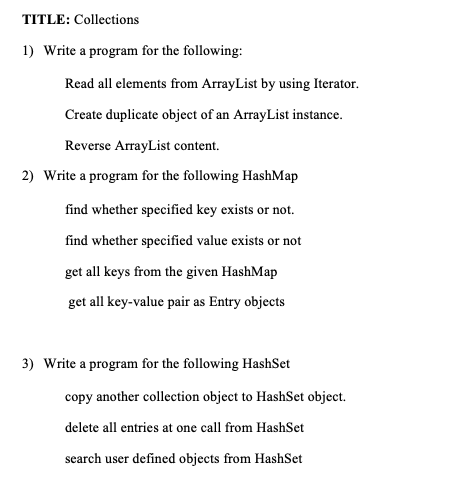 TITLE: Collections
1) Write a program for the following:
Read all elements from ArrayList by using Iterator.
Create duplicate object of an ArrayList instance.
Reverse ArrayList content.
2) Write a program for the following HashMap
find whether specified key exists or not.
find whether specified value exists or not
get all keys from the given HashMap
get all key-value pair as Entry objects
3) Write a program for the following HashSet
copy another collection object to HashSet object.
delete all entries at one call from HashSet
search user defined objects from HashSet